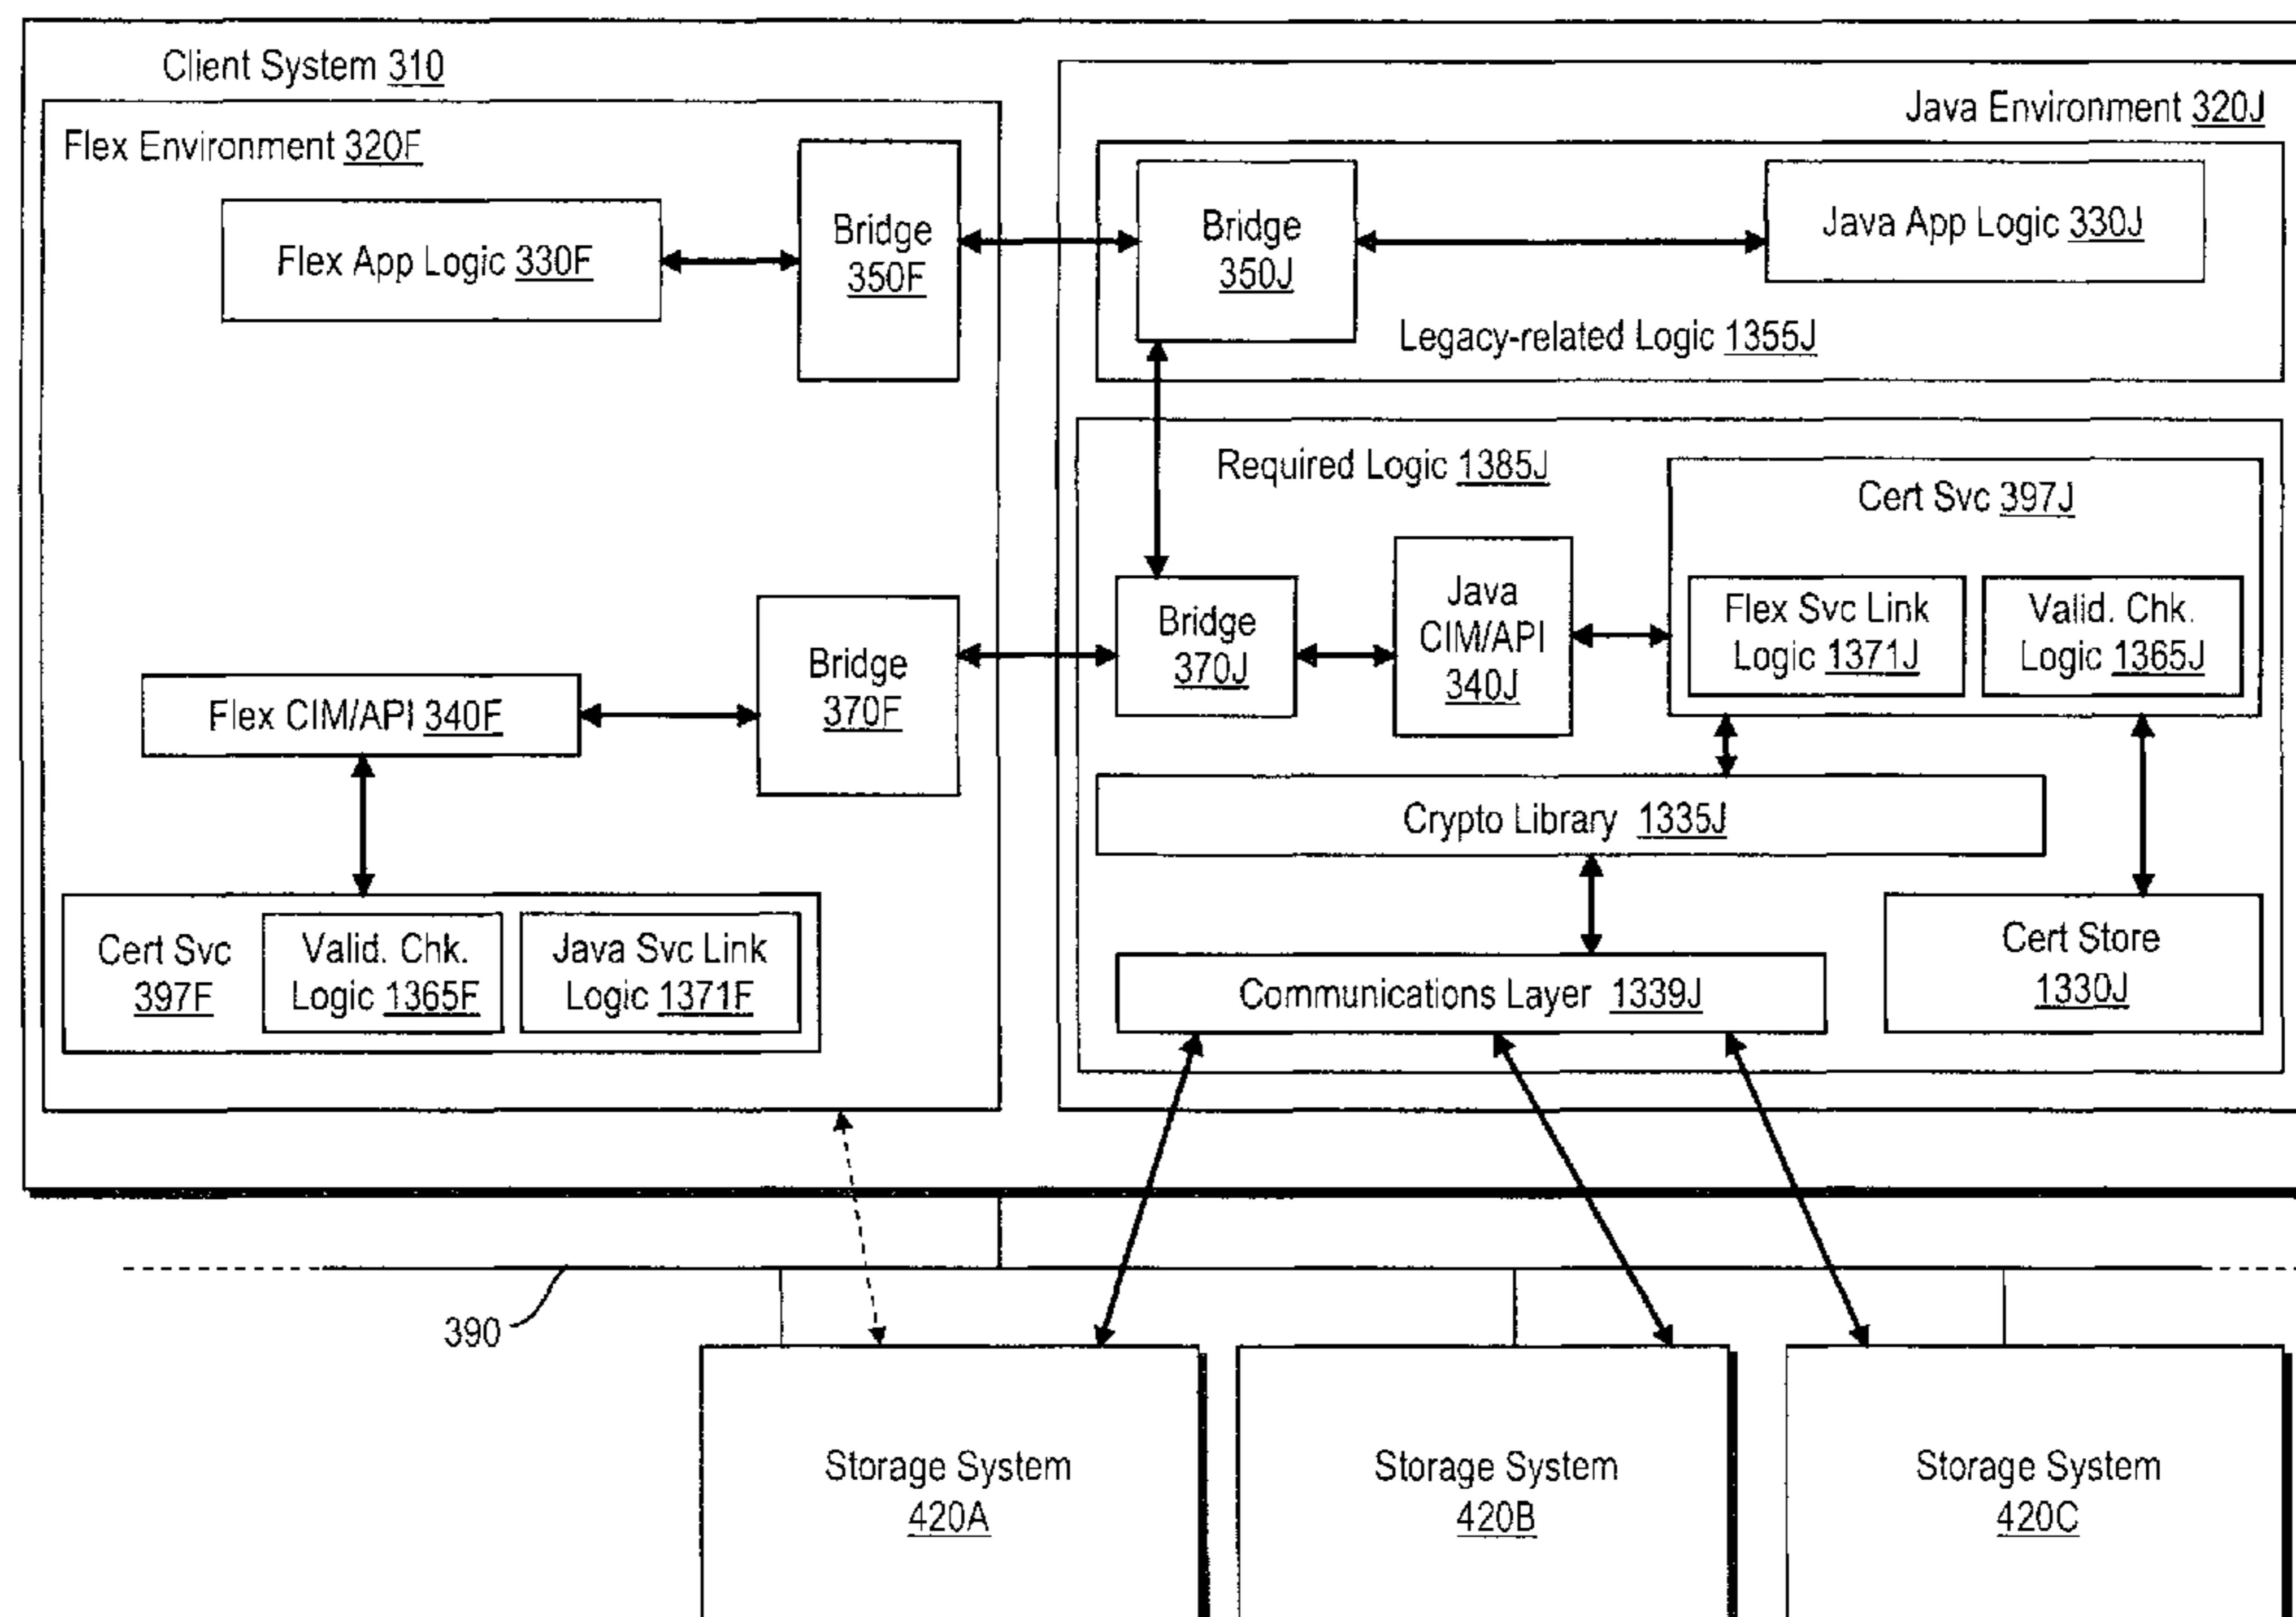 Client System 310
Flex Environment 320F
Flex App Logic 330F
Bridge
350F
Flex CIM/API 340F
Bridge
370F
Cert Svc
397F
Valid. Chk.
Logic 1365F
Java Svc Link
Logic 1371F
Java Environment 320J
Bridge
350J
Java App Logic 330J
Legacy-related Logic 1355J
Required Logic 1385J
Cert Svc 397J
Flex Svc Link
Logic 1371J
Valid. Chk.
Logic 1365J
Bridge
370J
Java
CIM/API
340J
Crypto Library 1335J
Communications Layer 1339J
Cert Store
1330J
390
Storage System
420A
Storage System
420B
Storage System
420C